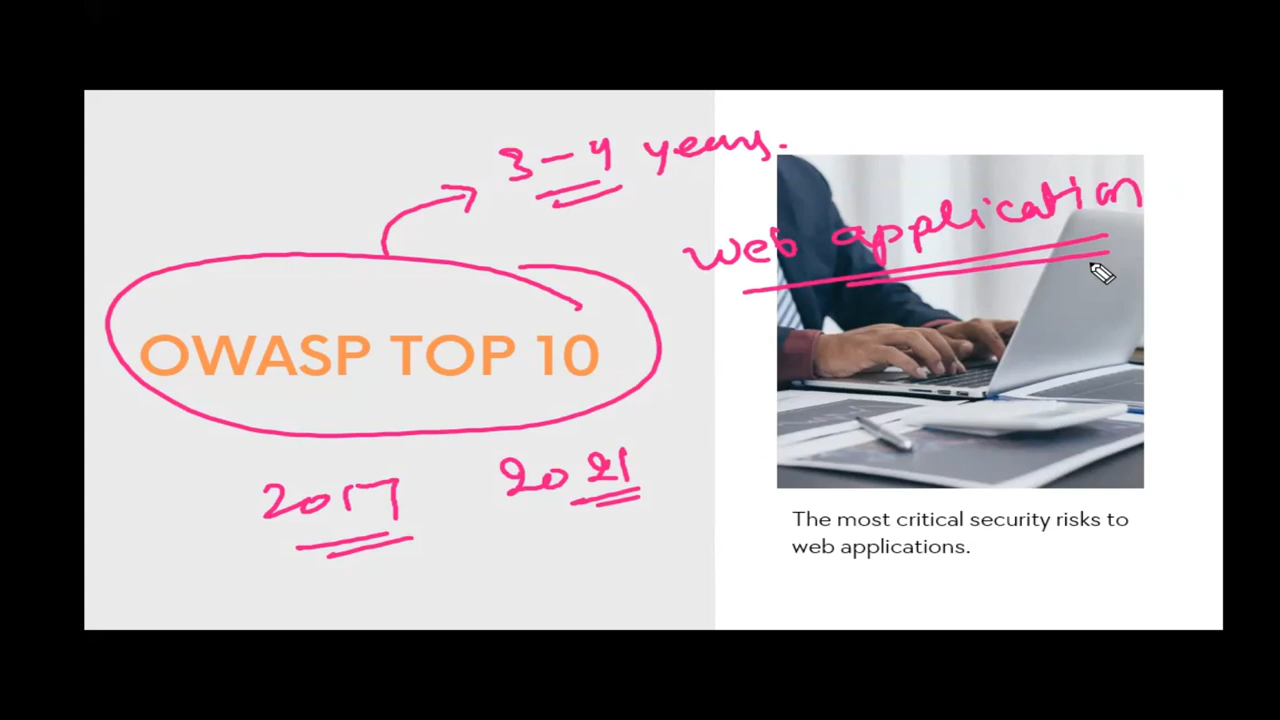 3-4 years.
web application
OWASP TOP 10
2017
2021
The most critical security risks to
web applications.